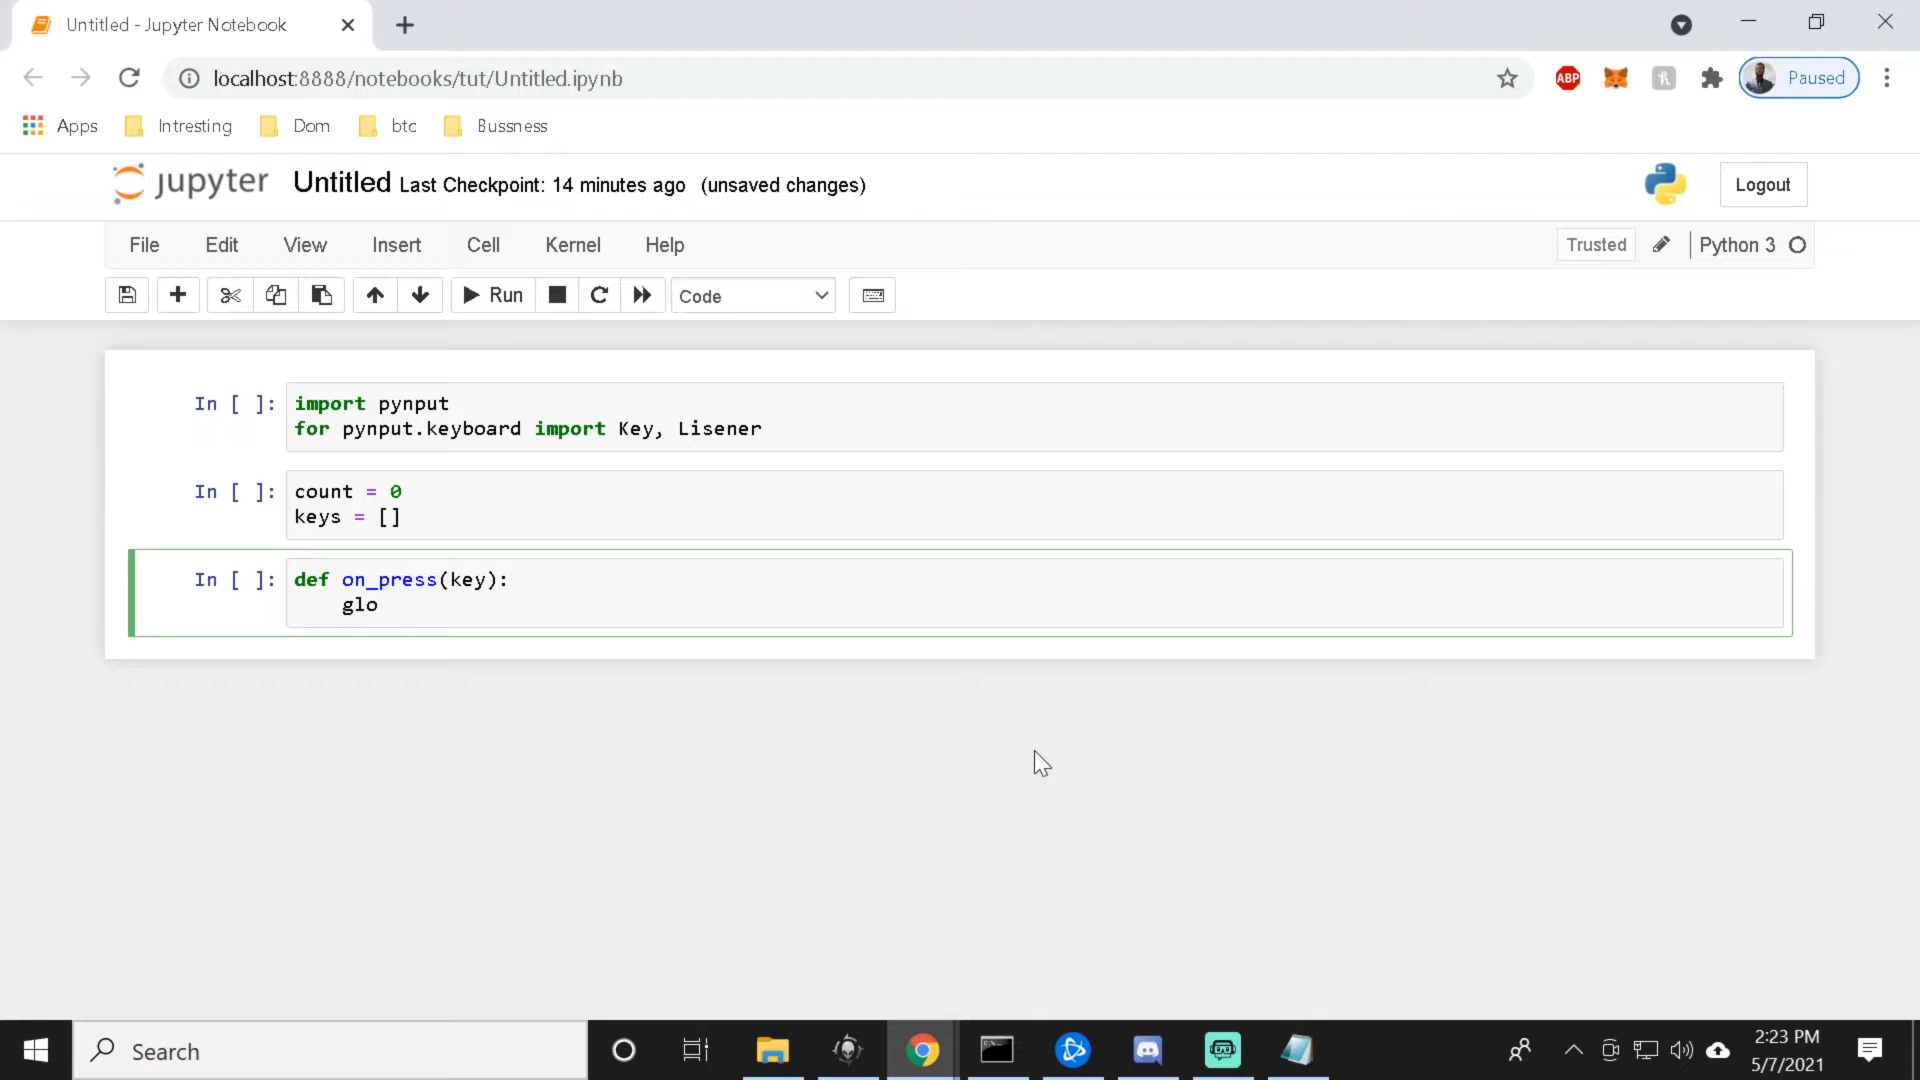 Untitled - Jupyter Notebook
localhost:8888/notebooks/tut/Untitled.ipynb
ABP
Paused
Apps
Intresting
Dom
btc
Bussness
jupyter
Untitled Last Checkpoint: 14 minutes ago (unsaved changes)
Logout
File Edit View Insert Cell Kernel Help
Trusted
Python 3
Run
Code
In [ ]: import pynput
for pynput.keyboard import Key, Lisener
In [ ]: count = 0
keys = []
In [ ]: def on_press(key):
glo
Search
2:23 PM
5/7/2021